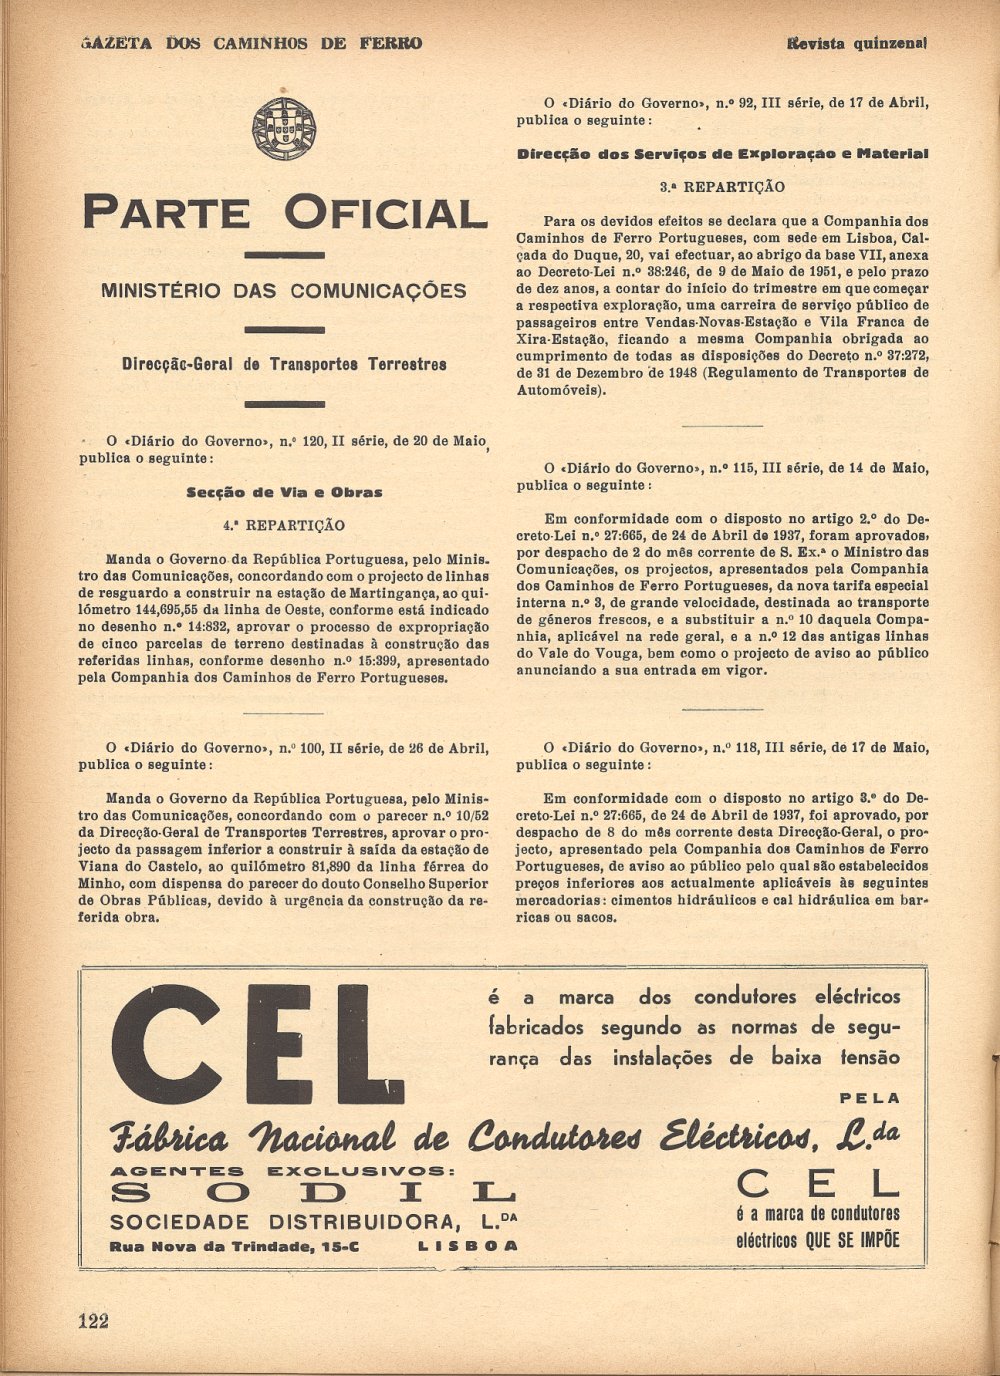 GAZETA DOS CAMINHOS DE FERRO
Revista quinzenal
PARTE OFICIAL
MINISTÉRIO DAS COMUNICAÇÕES
Direcção-Geral de Transportes Terrestres
O «Diário do Governo», n.º 120, II série, de 20 de Maio,
publica o seguinte:
Secção de Via e Obras
4.ª REPARTIÇÃO
Manda o Governo da República Portuguesa, pelo Minis-
tro das Comunicações, concordando com o projecto de linhas
de resguardo a construir na estação de Martingança, ao qui-
lómetro 144,695,55 da linha de Oeste, conforme está indicado
no desenho n.º 14:832, aprovar o processo de expropriação
de cinco parcelas de terreno destinadas à construção das
referidas linhas, conforme desenho n.º 15:399, apresentado
pela Companhia dos Caminhos de Ferro Portugueses.
O «Diário do Governo», n.º 100, II série, de 26 de Abril,
publica o seguinte:
Manda o Governo da República Portuguesa, pelo Minis-
tro das Comunicações, concordando com o parecer n.º 10/52
da Direcção-Geral de Transportes Terrestres, aprovar o pro-
jecto da passagem inferior a construir à saída da estação de
Viana do Castelo, ao quilómetro 81,890 da linha férrea do
Minho, com dispensa do parecer do douto Conselho Superior
de Obras Públicas, devido à urgência da construção da re-
ferida obra.
O «Diário do Governo», n.º 92, III série, de 17 de Abril,
publica o seguinte:
Direcção dos Serviços de Exploração e Material
3.ª REPARTIÇÃO
Para os devidos efeitos se declara que a Companhia dos
Caminhos de Ferro Portugueses, com sede em Lisboa, Cal-
çada do Duque, 20, vai efectuar, ao abrigo da base VII, anexa
ao Decreto-Lei n.º 38:246, de 9 de Maio de 1951, e pelo prazo
de dez anos, a contar do início do trimestre em que começar
a respectiva exploração, uma carreira de serviço público de
passageiros entre Vendas-Novas-Estação e Vila Franca de
Xira-Estação, ficando a mesma Companhia obrigada ao
cumprimento de todas as disposições do Decreto n.º 37:272,
de 31 de Dezembro de 1948 (Regulamento de Transportes de
Automóveis).
O «Diário do Governo», n.º 115, III série, de 14 de Maio,
publica o seguinte:
Em conformidade com o disposto no artigo 2.º do De-
creto-Lei n.º 27:665, de 24 de Abril de 1937, foram aprovados,
por despacho de 2 do mês corrente de S. Ex.ª o Ministro das
Comunicações, os projectos, apresentados pela Companhia
dos Caminhos de Ferro Portugueses, da nova tarifa especial
interna n.º 3, de grande velocidade, destinada ao transporte
de géneros frescos, e a substituir a n.º 10 daquela Compa-
nhia, aplicável na rede geral, e a n.º 12 das antigas linhas
do Vale do Vouga, bem como o projecto de aviso ao público
anunciando a sua entrada em vigor.
O «Diário do Governo», n.º 118, III série, de 17 de Maio,
publica o seguinte:
Em conformidade com o disposto no artigo 3.º do De-
creto-Lei n.º 27:665, de 24 de Abril de 1937, foi aprovado, por
despacho de 8 do mês corrente desta Direcção-Geral, o pro-
jecto, apresentado pela Companhia dos Caminhos de Ferro
Portugueses, de aviso ao público pelo qual são estabelecidos
preços inferiores aos actualmente aplicáveis às seguintes
mercadorias: cimentos hidráulicos e cal hidráulica em bar-
ricas ou sacos.
CEL
é a marca dos condutores eléctricos
fabricados segundo as normas de segu-
rança das instalações de baixa tensão
PELA
Fábrica Nacional de Condutores Eléctricos, L.da
AGENTES EXCLUSIVOS:
SODIL
SOCIEDADE DISTRIBUIDORA, L.DA
Rua Nova da Trindade, 15-C LISBOA
CEL
é a marca de condutores
eléctricos QUE SE IMPÕE
122